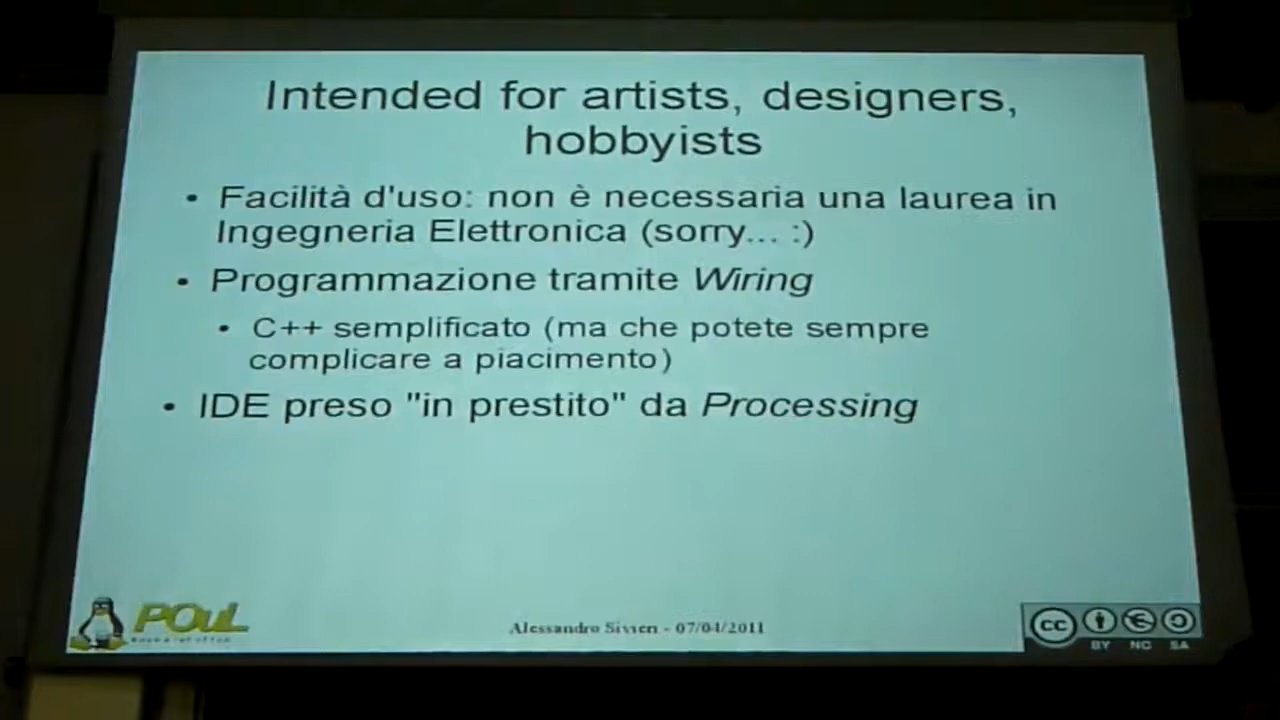 Intended for artists, designers,
hobbyists
• Facilità d'uso: non è necessaria una laurea in
Ingegneria Elettronica (sorry... :)
• Programmazione tramite Wiring
• C++ semplificato (ma che potete sempre
complicare a piacimento)
• IDE preso "in prestito" da Processing
POuL
Alessandro - 07/04/2011
cc
BY NC SA